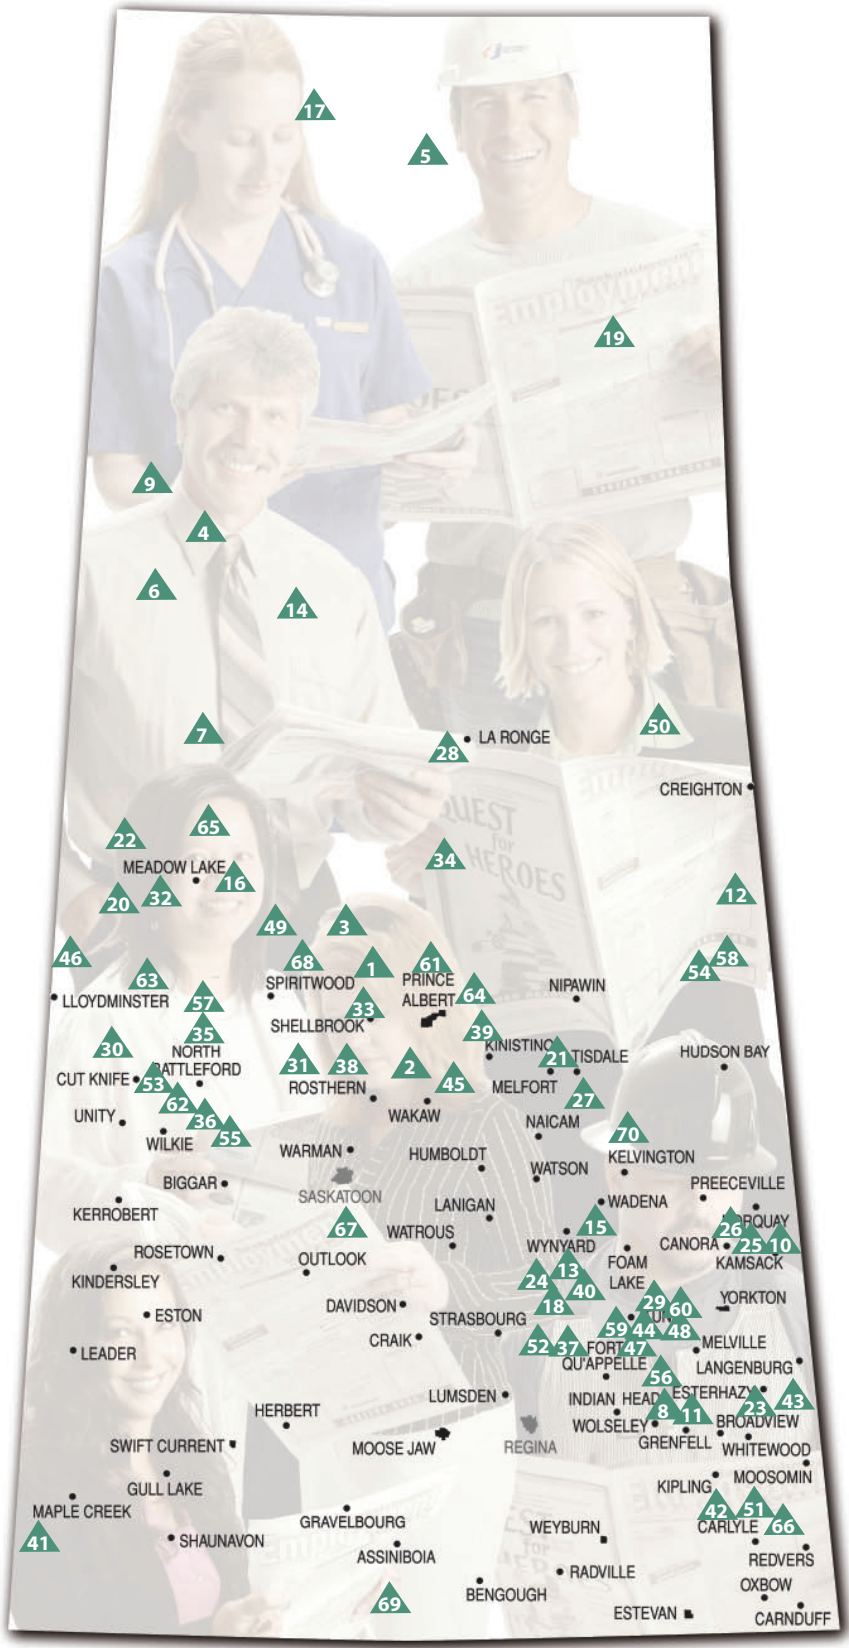 17
5
Employment
19
9
4
6
14
50
7
LA RONGE
28
CREIGHTON
QUEST
for
HEROES
65
22
34
MEADOW LAKE
16
12
20
32
49
3
46
61
58
68
1
54
63
PRINCE
ALBERT
64
SPIRITWOOD
NIPAWIN
LLOYDMINSTER
57
33
SHELLBROOK
39
35
30
KINISTINO
NORTH
BATTLEFORD
31
38
2
21
TISDALE
HUDSON BAY
CUT KNIFE
53
45
ROSTHERN
MELFORT
62
27
UNITY
36
WAKAW
NAICAM
WILKIE
55
70
WARMAN
HUMBOLDT
KELVINGTON
BIGGAR
SASKATOON
WATSON
PREECEVILLE
KERROBERT
LANIGAN
WADENA
67
WATROUS
15
26
NORQUAY
ROSETOWN
OUTLOOK
WYNYARD
CANORA
25
10
KINDERSLEY
24
13
FOAM
LAKE
KAMSACK
40
ESTON
DAVIDSON
18
29
60
YORKTON
STRASBOURG
CRAIK
59
44
48
LEADER
52
37
FORT
QU'APPELLE
47
MELVILLE
LANGENBURG
56
LUMSDEN
INDIAN HEAD
ESTERHAZY
43
HERBERT
8
11
23
SWIFT CURRENT
MOOSE JAW
REGINA
WOLSELEY
BROADVIEW
GRENFELL
WHITEWOOD
GULL LAKE
KIPLING
MOOSOMIN
MAPLE CREEK
GRAVELBOURG
42
51
41
SHAUNAVON
WEYBURN
CARLYLE
66
ASSINIBOIA
REDVERS
RADVILLE
69
BENGOUGH
OXBOW
ESTEVAN
CARNDUFF